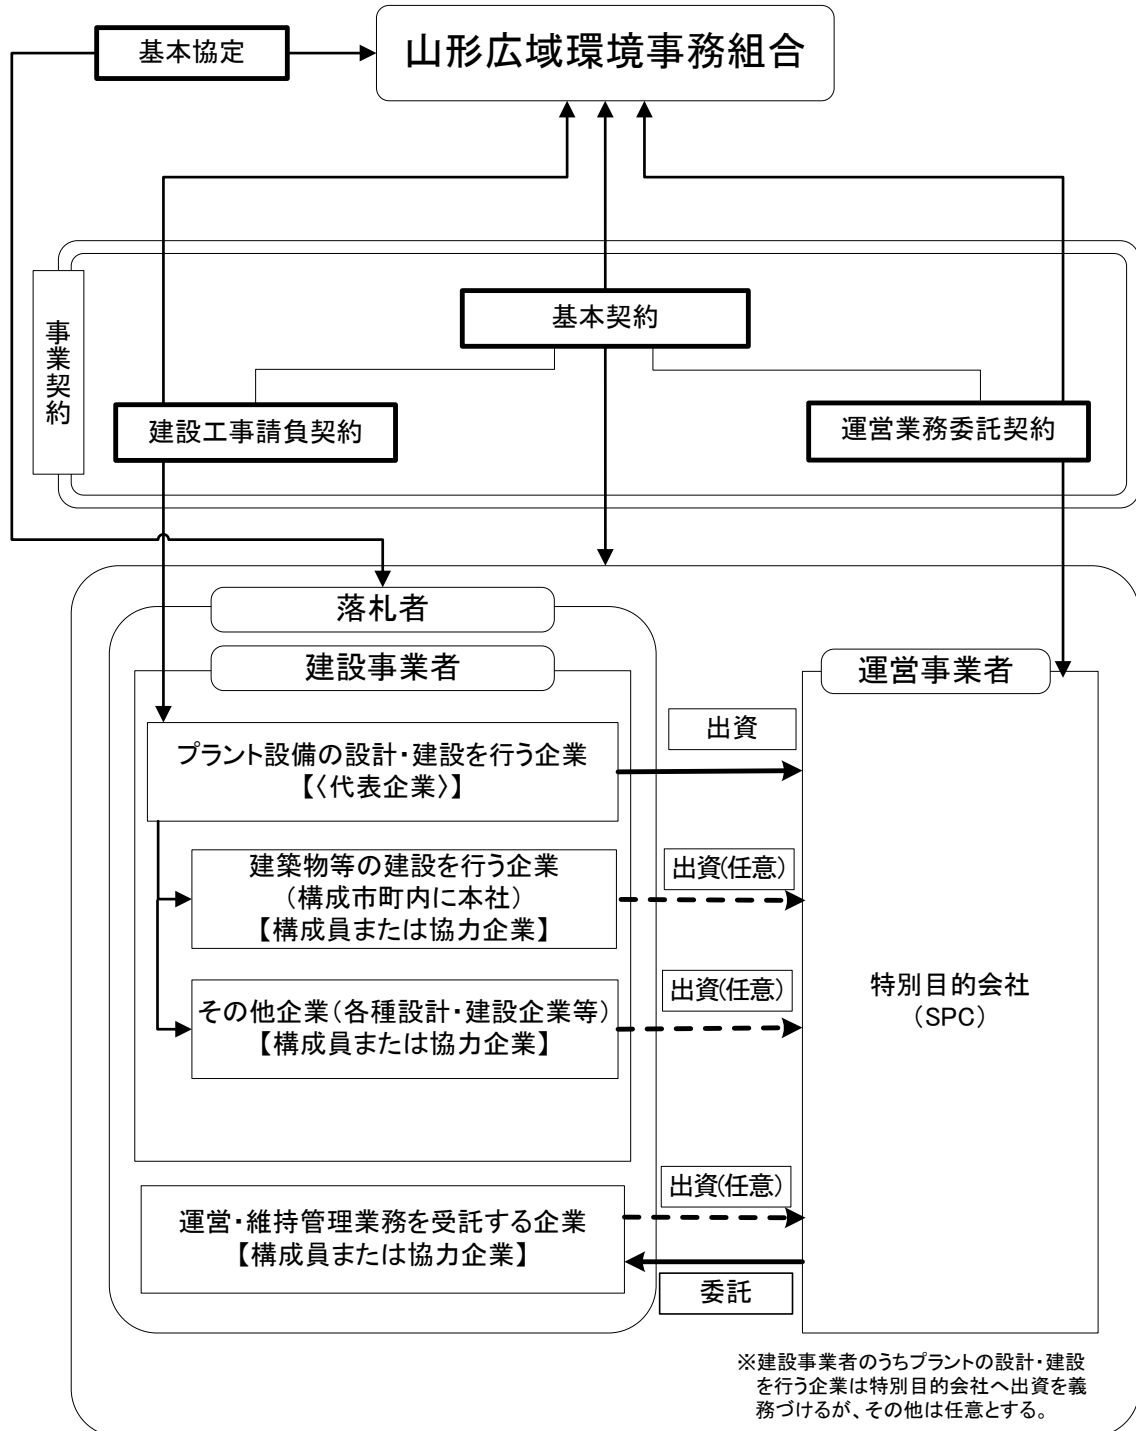 基本協定
山形広域環境事務組合
事業契約
基本契約
建設工事請負契約
運営業務委託契約
落札者
建設事業者
運営事業者
プラント設備の設計・建設を行う企業
【〈代表企業〉】
出資
建築物等の建設を行う企業
（構成市町内に本社）
【構成員または協力企業】
出資(任意)
その他企業（各種設計・建設企業等）
【構成員または協力企業】
出資(任意)
特別目的会社
（SPC）
運営・維持管理業務を受託する企業
【構成員または協力企業】
出資(任意)
委託
※建設事業者のうちプラントの設計・建設
を行う企業は特別目的会社へ出資を義
務づけるが、その他は任意とする。